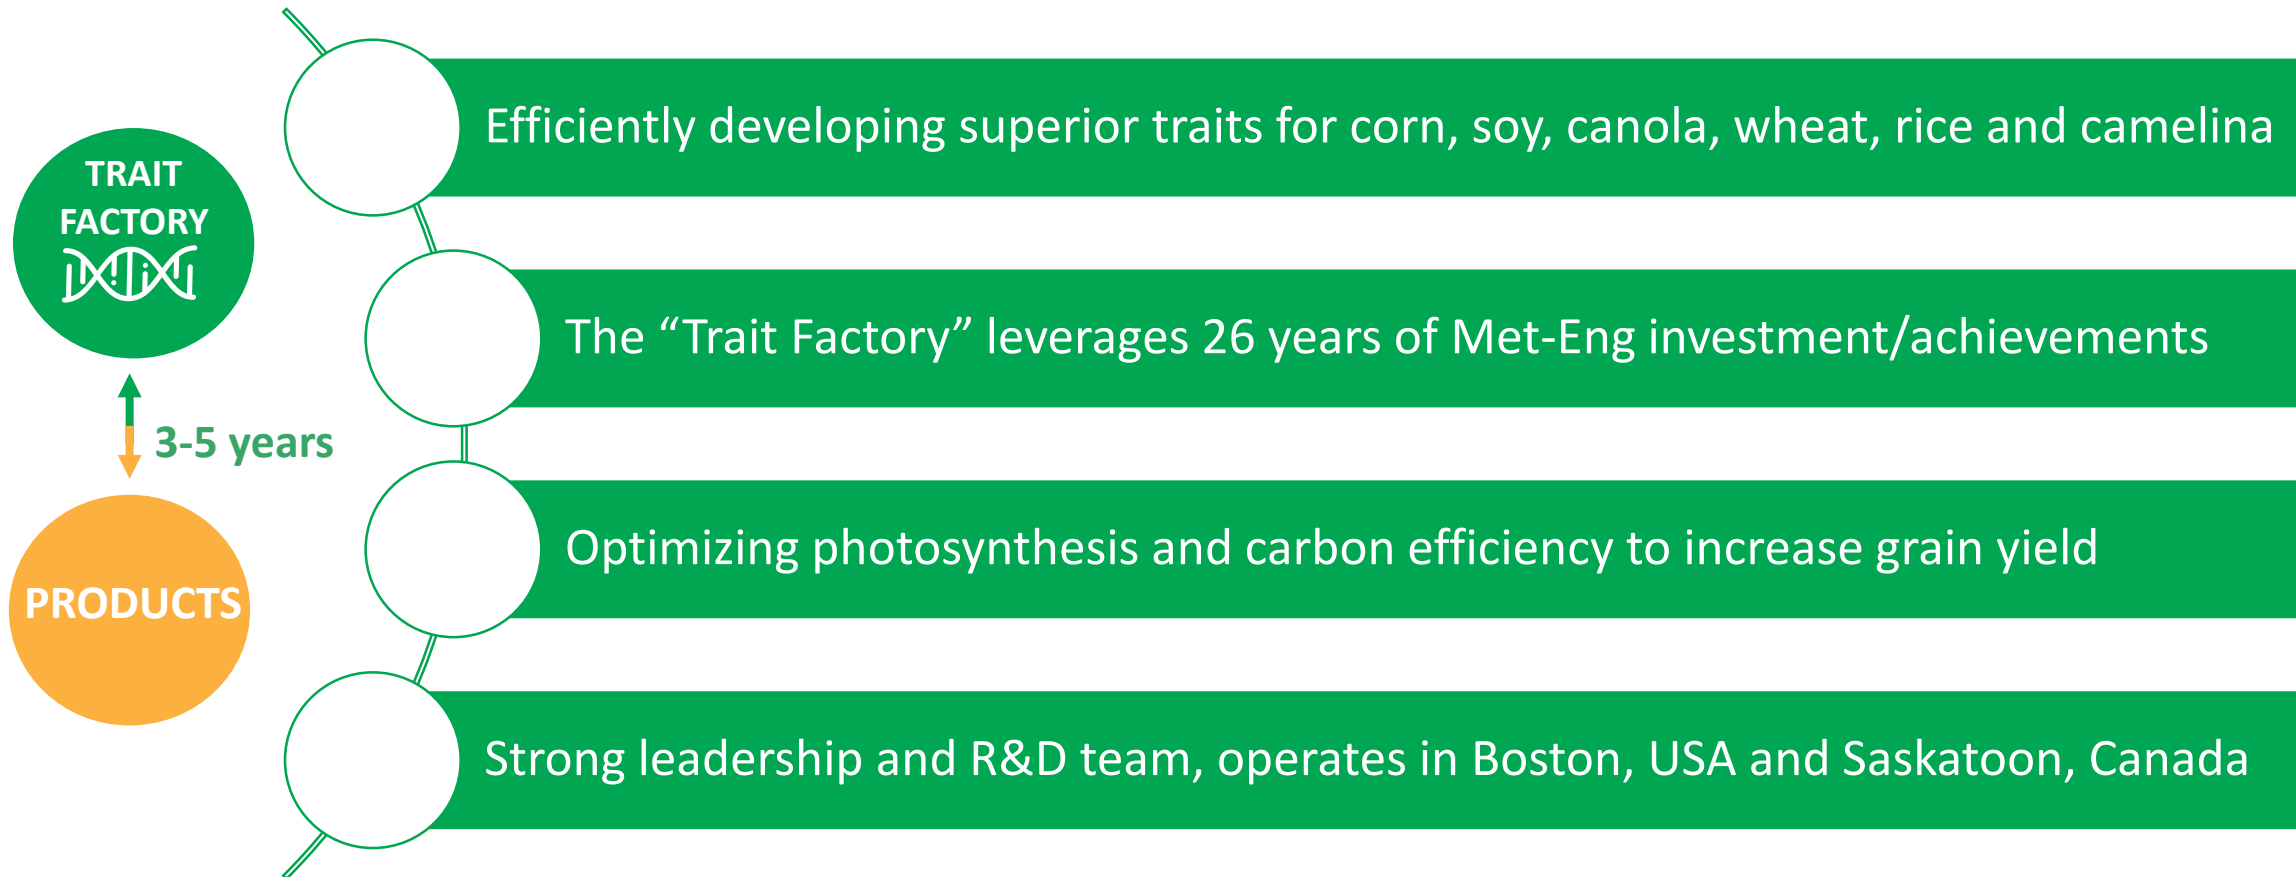 TRAIT
FACTORY
3-5 years
PRODUCTS
Efficiently developing superior traits for corn, soy, canola, wheat, rice and camelina
The “Trait Factory” leverages 26 years of Met-Eng investment/achievements
Optimizing photosynthesis and carbon efficiency to increase grain yield
Strong leadership and R&D team, operates in Boston, USA and Saskatoon, Canada